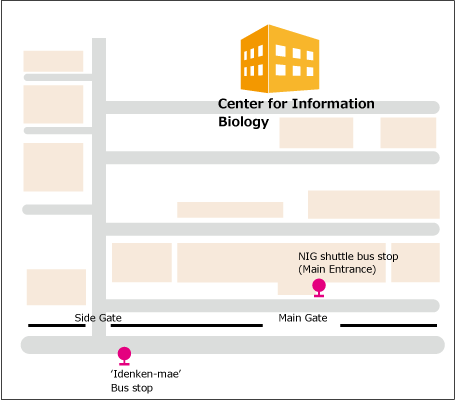 Center for Information
Biology
NIG shuttle bus stop
(Main Entrance)
Side Gate
Main Gate
‘Idenken-mae’
Bus stop